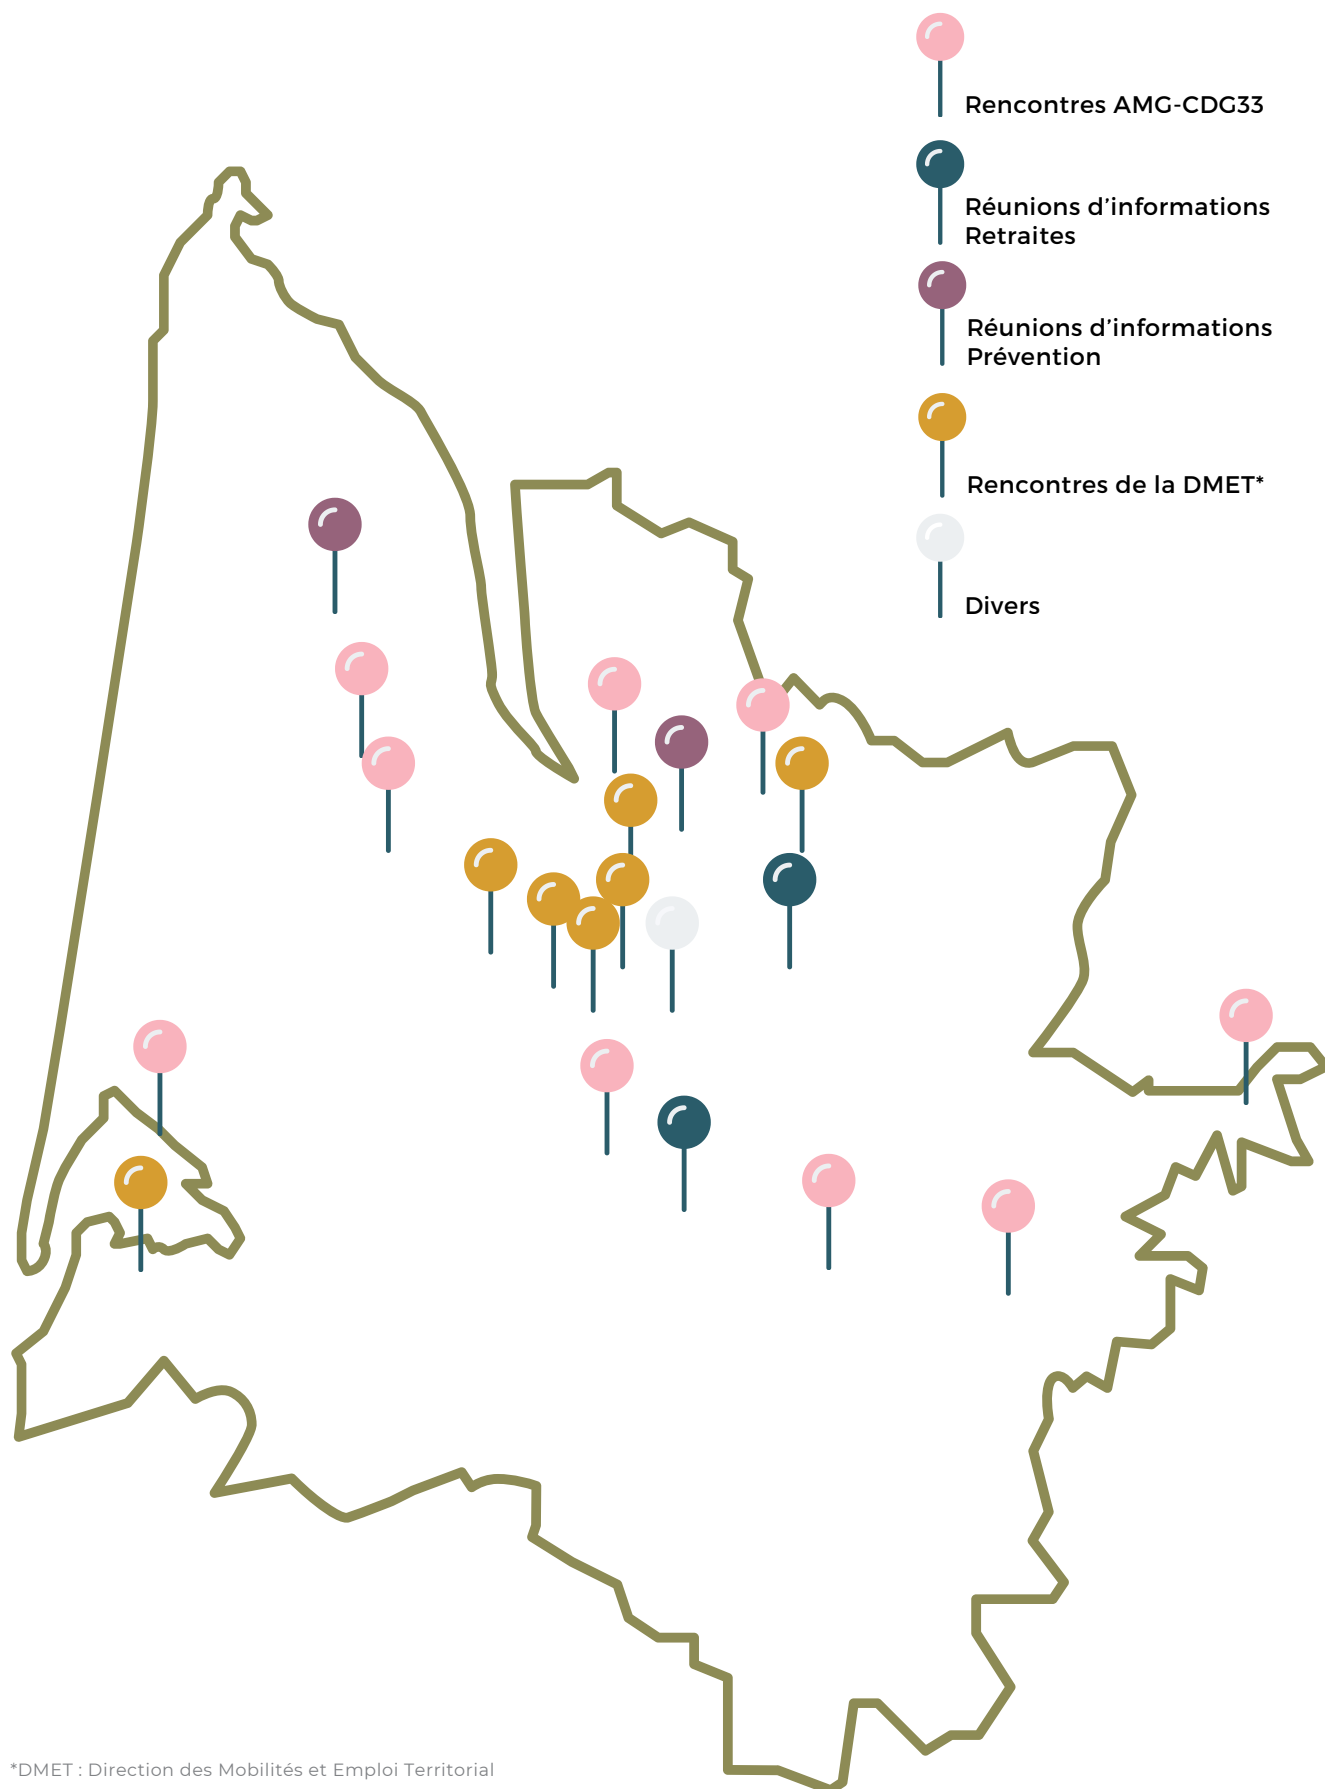 Rencontres AMG-CDG33
Réunions d'informations
Retraites
Réunions d'informations
Prévention
Rencontres de la DMET*
Divers
*DMET : Direction des Mobilités et Emploi Territorial